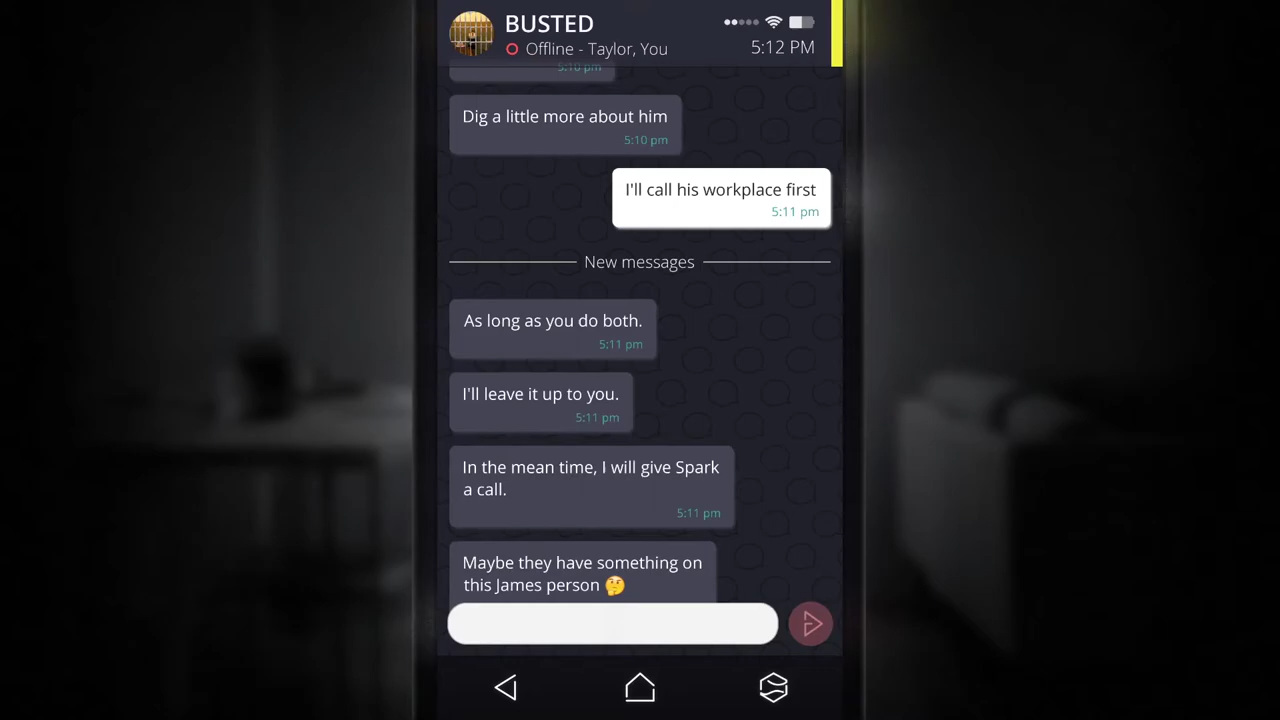 BUSTED
Offline - Taylor, You
5:12 PM
5:10 pm
Dig a little more about him
5:10 pm
I'll call his workplace first
5:11 pm
New messages
As long as you do both.
5:11 pm
I'll leave it up to you.
5:11 pm
In the mean time, I will give Spark
a call.
5:11 pm
Maybe they have something on
this James person 🤔